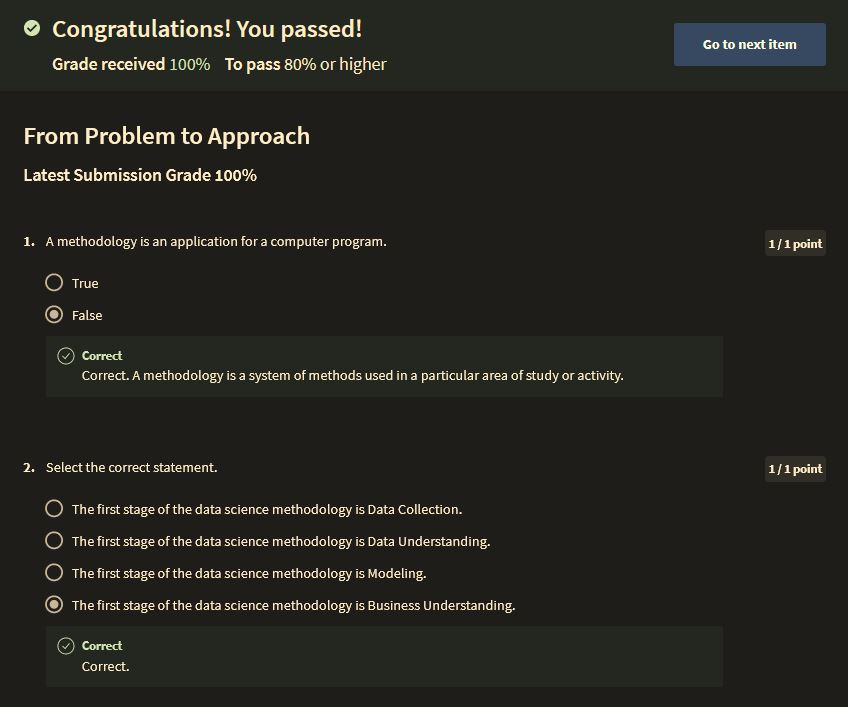 Congratulations! You passed!
Grade received 100% To pass 80% or higher
Go to next item
From Problem to Approach
Latest Submission Grade 100%
1. A methodology is an application for a computer program.
1 / 1 point
True
False
Correct
Correct. A methodology is a system of methods used in a particular area of study or activity.
2. Select the correct statement.
1 / 1 point
The first stage of the data science methodology is Data Collection.
The first stage of the data science methodology is Data Understanding.
The first stage of the data science methodology is Modeling.
The first stage of the data science methodology is Business Understanding.
Correct
Correct.